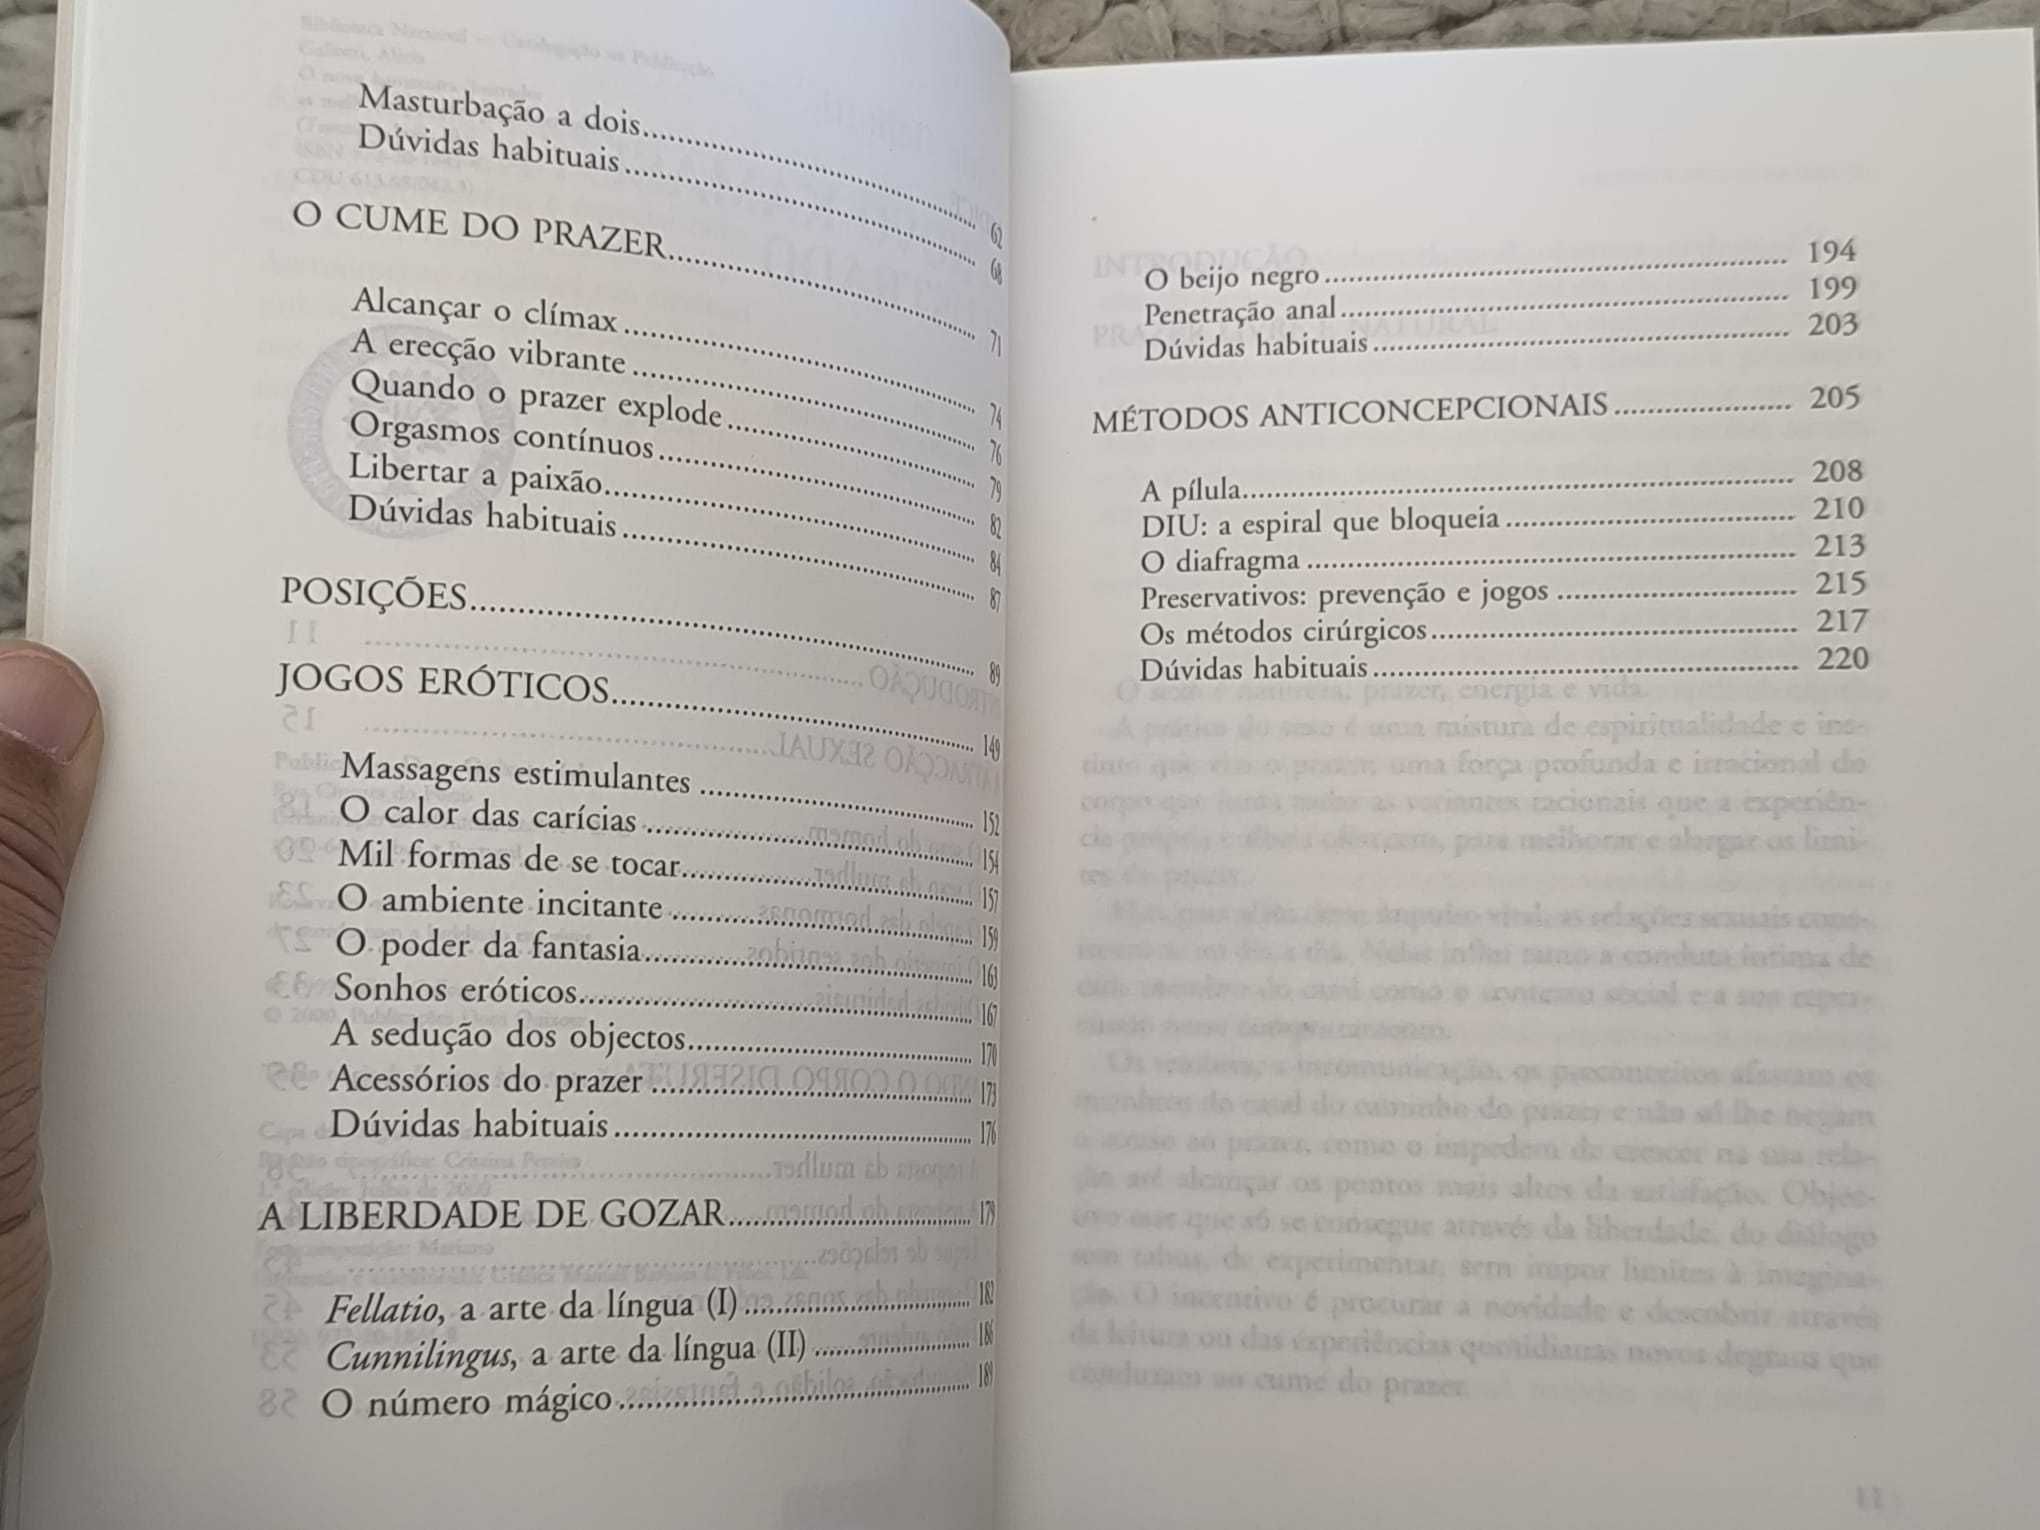 Masturbação a dois........ 62
Dúvidas habituais........ 68
O CUME DO PRAZER........ 71
Alcançar o clímax........ 74
A erecção vibrante........ 76
Quando o prazer explode........ 79
Orgasmos contínuos........ 82
Libertar a paixão........ 84
Dúvidas habituais........ 87
POSIÇÕES........ 89
JOGOS ERÓTICOS........ 149
Massagens estimulantes........ 152
O calor das carícias........ 154
Mil formas de se tocar........ 157
O ambiente incitante........ 159
O poder da fantasia........ 163
Sonhos eróticos........ 167
A sedução dos objectos........ 170
Acessórios do prazer........ 173
Dúvidas habituais........ 176
A LIBERDADE DE GOZAR........ 179
Fellatio, a arte da língua (I)........ 182
Cunnilingus, a arte da língua (II)........ 186
O número mágico........ 189
O beijo negro........ 194
Penetração anal........ 199
Dúvidas habituais........ 203
MÉTODOS ANTICONCEPCIONAIS........ 205
A pílula........ 208
DIU: a espiral que bloqueia........ 210
O diafragma........ 213
Preservativos: prevenção e jogos........ 215
Os métodos cirúrgicos........ 217
Dúvidas habituais........ 220